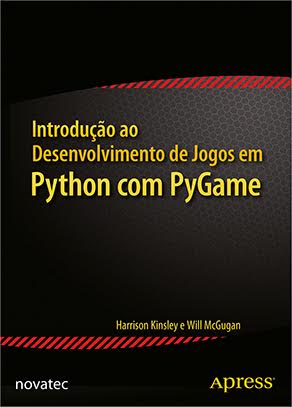 Introdução ao
Desenvolvimento de Jogos em
Python com PyGame
Harrison Kinsley e Will McGugan
novatec
Apress®